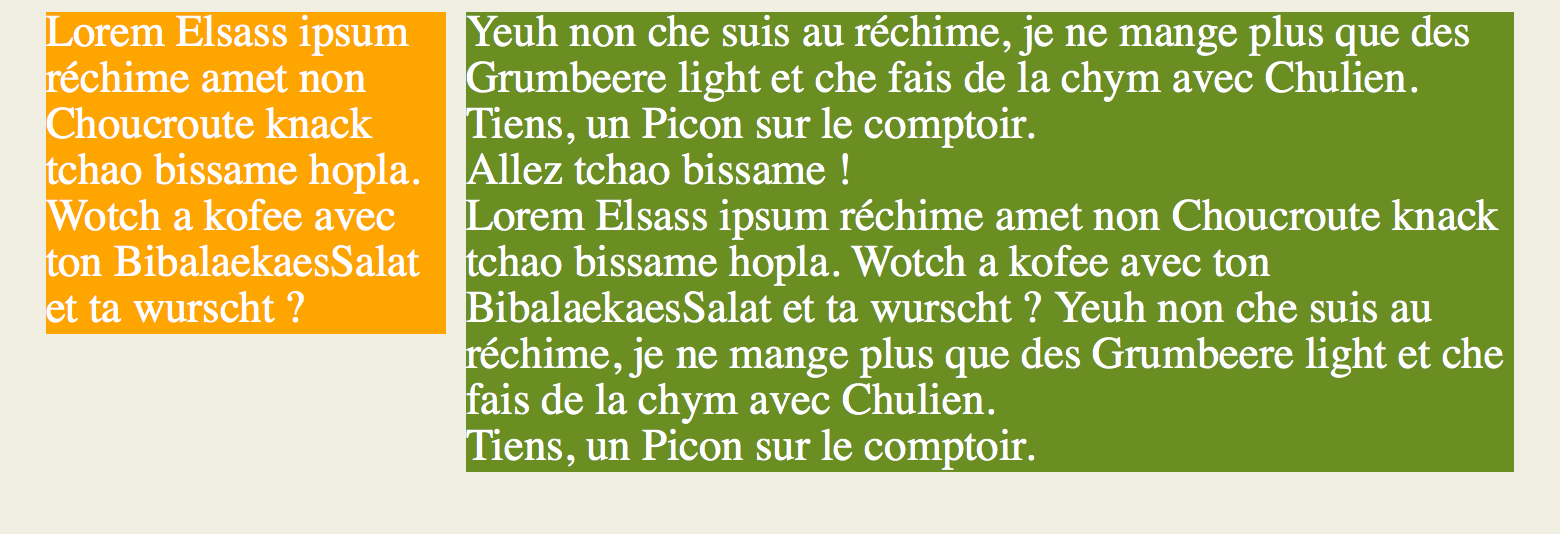 Lorem Elsass ipsum
réchime amet non
Choucroute knack
tchao bissame hopla.
Wotch a kofee avec
ton BibalaekaesSalat
et ta wurscht ?
Yeuh non che suis au réchime, je ne mange plus que des
Grumbeere light et che fais de la chym avec Chulien.
Tiens, un Picon sur le comptoir.
Allez tchao bissame !
Lorem Elsass ipsum réchime amet non Choucroute knack
tchao bissame hopla. Wotch a kofee avec ton
BibalaekaesSalat et ta wurscht ? Yeuh non che suis au
réchime, je ne mange plus que des Grumbeere light et che
fais de la chym avec Chulien.
Tiens, un Picon sur le comptoir.